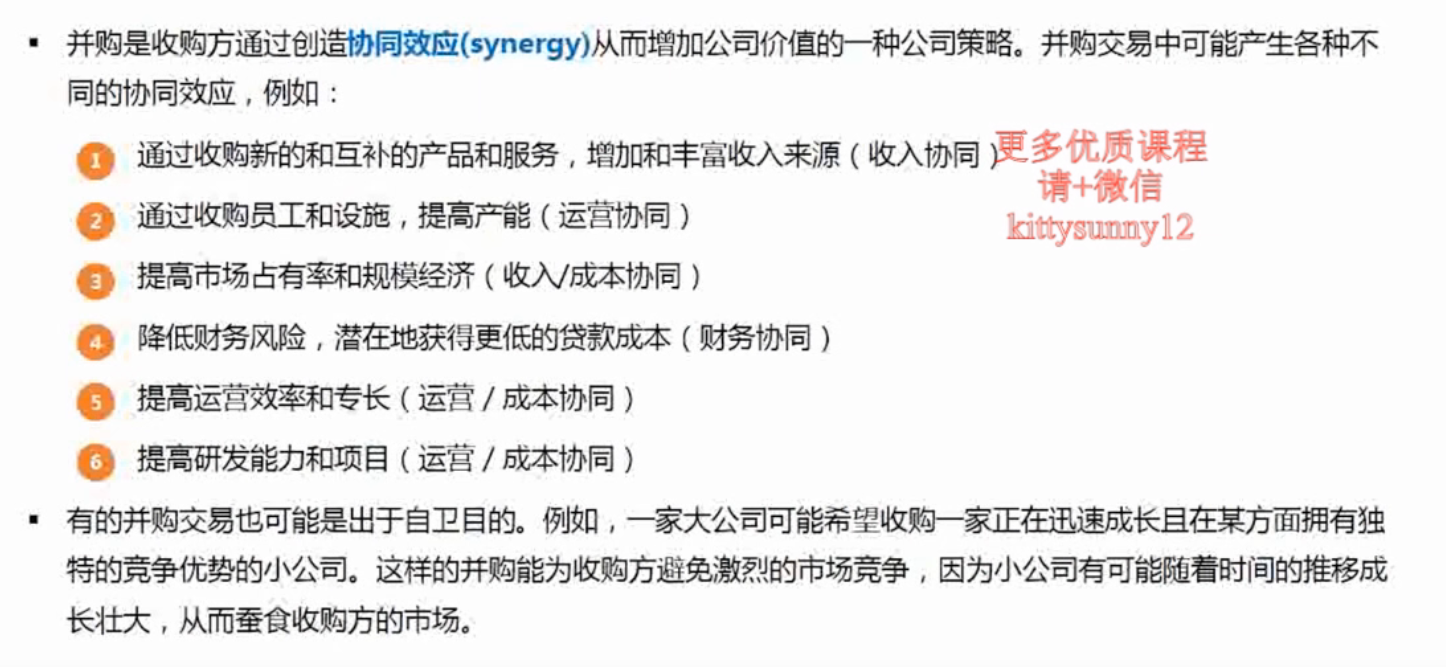 ▪ 并购是收购方通过创造协同效应(synergy)从而增加公司价值的一种公司策略。并购交易中可能产生各种不
同的协同效应，例如：
1 通过收购新的和互补的产品和服务，增加和丰富收入来源（收入协同）
更多优质课程
请+微信
kittysunny12
2 通过收购员工和设施，提高产能（运营协同）
3 提高市场占有率和规模经济（收入/成本协同）
4 降低财务风险，潜在地获得更低的贷款成本（财务协同）
5 提高运营效率和专长（运营 / 成本协同）
6 提高研发能力和项目（运营 / 成本协同）
▪ 有的并购交易也可能是出于自卫目的。例如，一家大公司可能希望收购一家正在迅速成长且在某方面拥有独
特的竞争优势的小公司。这样的并购能为收购方避免激烈的市场竞争，因为小公司有可能随着时间的推移成
长壮大，从而蚕食收购方的市场。